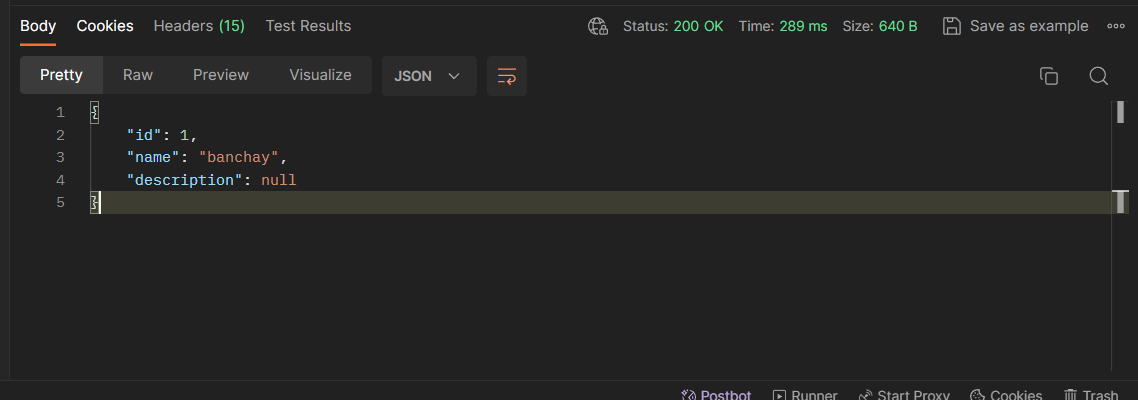 Body Cookies Headers (15) Test Results Status: 200 OK Time: 289 ms Size: 640 B Save as example
Pretty Raw Preview Visualize JSON
1 {
2 "id": 1,
3 "name": "banchay",
4 "description": null
5 }
Postbot Runner Start Proxy Cookies Trash